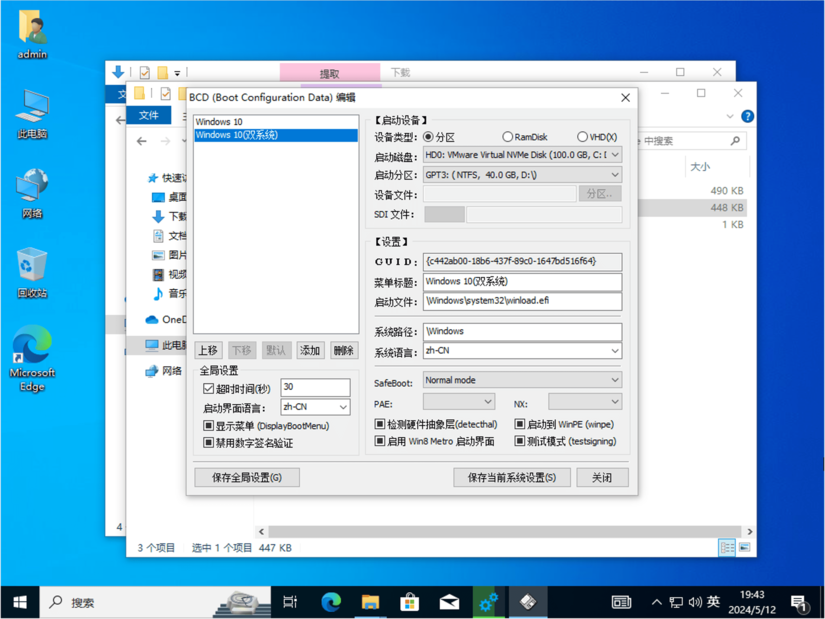 admin
此电脑
网络
回收站
Microsoft
Edge
提取
下载
文
文件
中搜索
大小
490 KB
448 KB
1 KB
快速访
桌面
下载
文档
图片
视频
音乐
OneD
此电脑
网络
4
3 个项目
选中 1 个项目 447 KB
BCD (Boot Configuration Data) 编辑
Windows 10
Windows 10(双系统)
上移
下移
默认
添加
删除
全局设置
超时时间(秒)
30
启动界面语言:
zh-CN
显示菜单 (DisplayBootMenu)
禁用数字签名验证
保存全局设置(G)
【启动设备】
设备类型: 分区 RamDisk VHD(X)
启动磁盘: HD0: VMware Virtual NVMe Disk (100.0 GB, C: I
启动分区: GPT3: ( NTFS, 40.0 GB, D:\)
设备文件: 分区..
SDI 文件:
【设置】
GUID: {c442ab00-18b6-437f-89c0-1647bd516f64}
菜单标题: Windows 10(双系统)
启动文件: \Windows\system32\winload.efi
系统路径: \Windows
系统语言: zh-CN
SafeBoot: Normal mode
PAE: NX:
检测硬件抽象层(detecthal) 启动到 WinPE (winpe)
启用 Win8 Metro 启动界面 测试模式 (testsigning)
保存当前系统设置(S) 关闭
搜索
英
19:43
2024/5/12
1